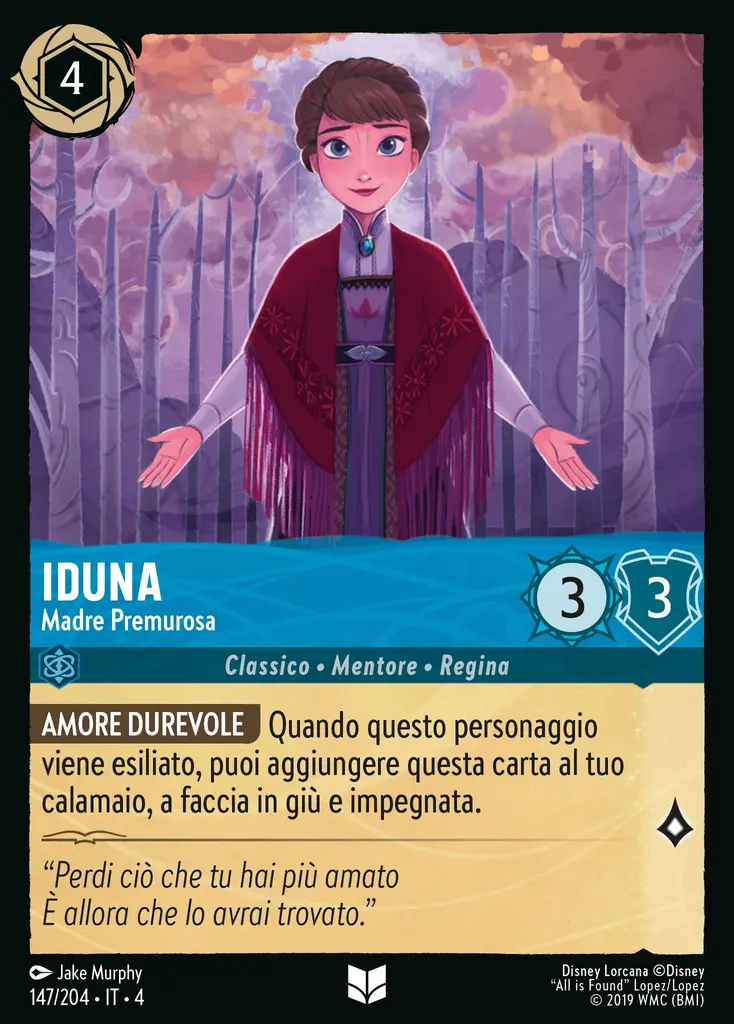 4
IDUNA
Madre Premurosa
3
3
Classico • Mentore • Regina
AMORE DUREVOLE Quando questo personaggio
viene esiliato, puoi aggiungere questa carta al tuo
calamaio, a faccia in giù e impegnata.
“Perdi ciò che tu hai più amato
È allora che lo avrai trovato.”
Jake Murphy
147/204 • IT • 4
Disney Lorcana ©Disney
“All is Found” Lopez/Lopez
© 2019 WMC (BMI)